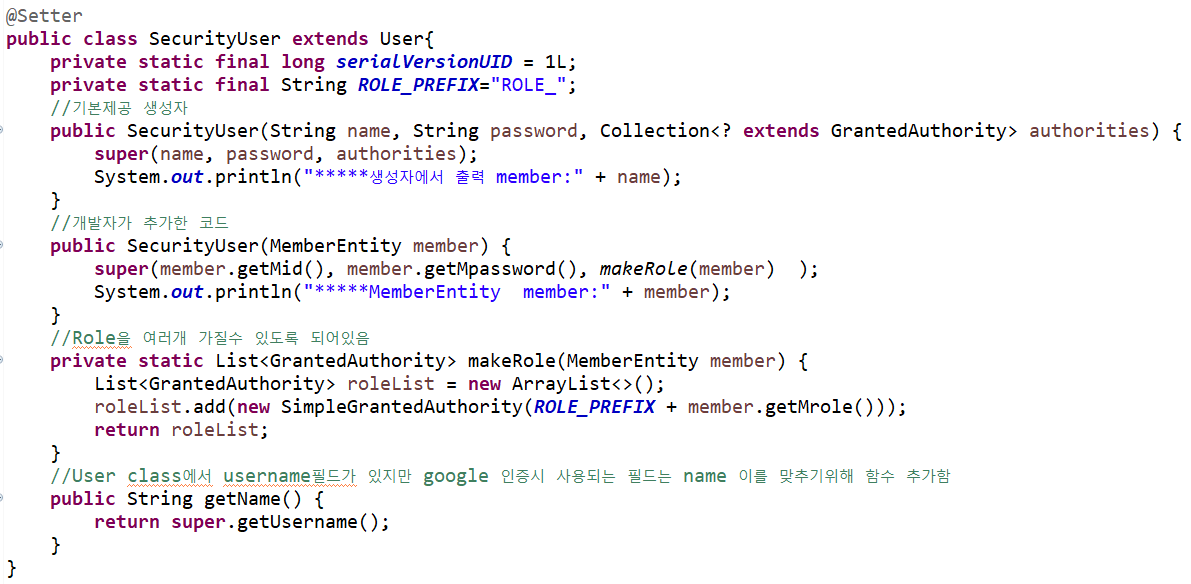 @Setter
public class SecurityUser extends User{
    private static final long serialVersionUID = 1L;
    private static final String ROLE_PREFIX="ROLE_";
    //기본제공 생성자
    public SecurityUser(String name, String password, Collection<? extends GrantedAuthority> authorities) {
        super(name, password, authorities);
        System.out.println("*****생성자에서 출력 member:" + name);
    }
    //개발자가 추가한 코드
    public SecurityUser(MemberEntity member) {
        super(member.getMid(), member.getMpassword(), makeRole(member)  );
        System.out.println("*****MemberEntity  member:" + member);
    }
    //Role을 여러개 가질수 있도록 되어있음
    private static List<GrantedAuthority> makeRole(MemberEntity member) {
        List<GrantedAuthority> roleList = new ArrayList<>();
        roleList.add(new SimpleGrantedAuthority(ROLE_PREFIX + member.getMrole()));
        return roleList;
    }
    //User class에서 username필드가 있지만 google 인증시 사용되는 필드는 name 이를 맞추기위해 함수 추가함
    public String getName() {
        return super.getUsername();
    }
}